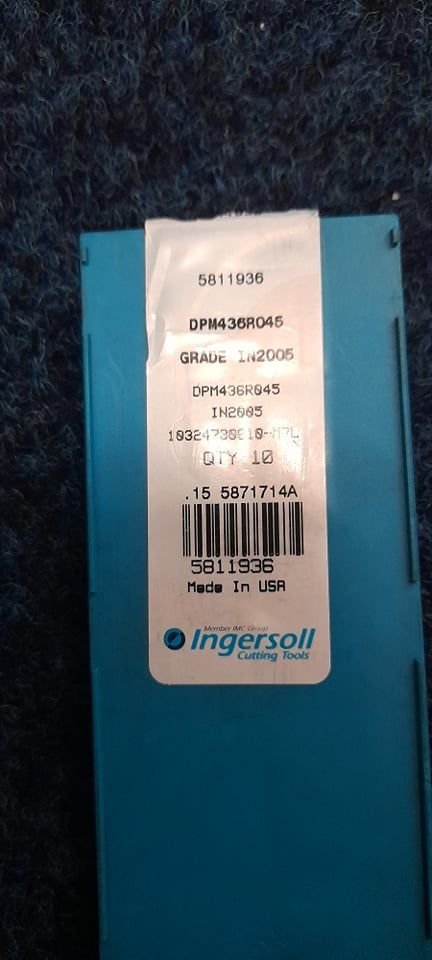 5811936
DPM436R045
GRADE IN2005
DPM436R045
IN2005
QTY 10
.15 5871714A
5811936
Made In USA
Member IMC Group
Ingersoll
Cutting Tools